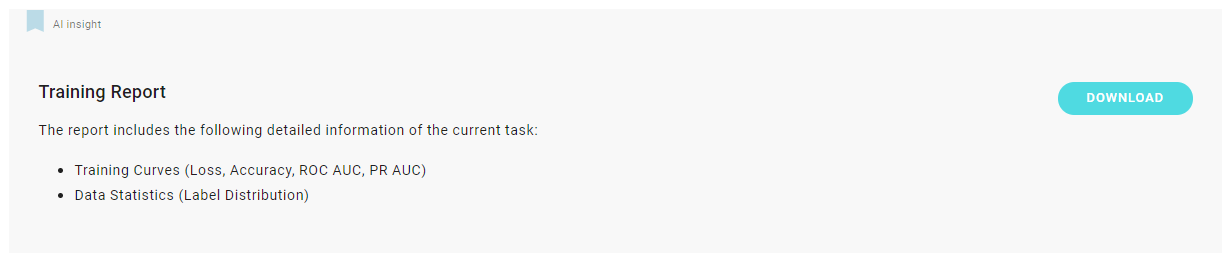 AI insight
Training Report
DOWNLOAD
The report includes the following detailed information of the current task:
Training Curves (Loss, Accuracy, ROC AUC, PR AUC)
Data Statistics (Label Distribution)